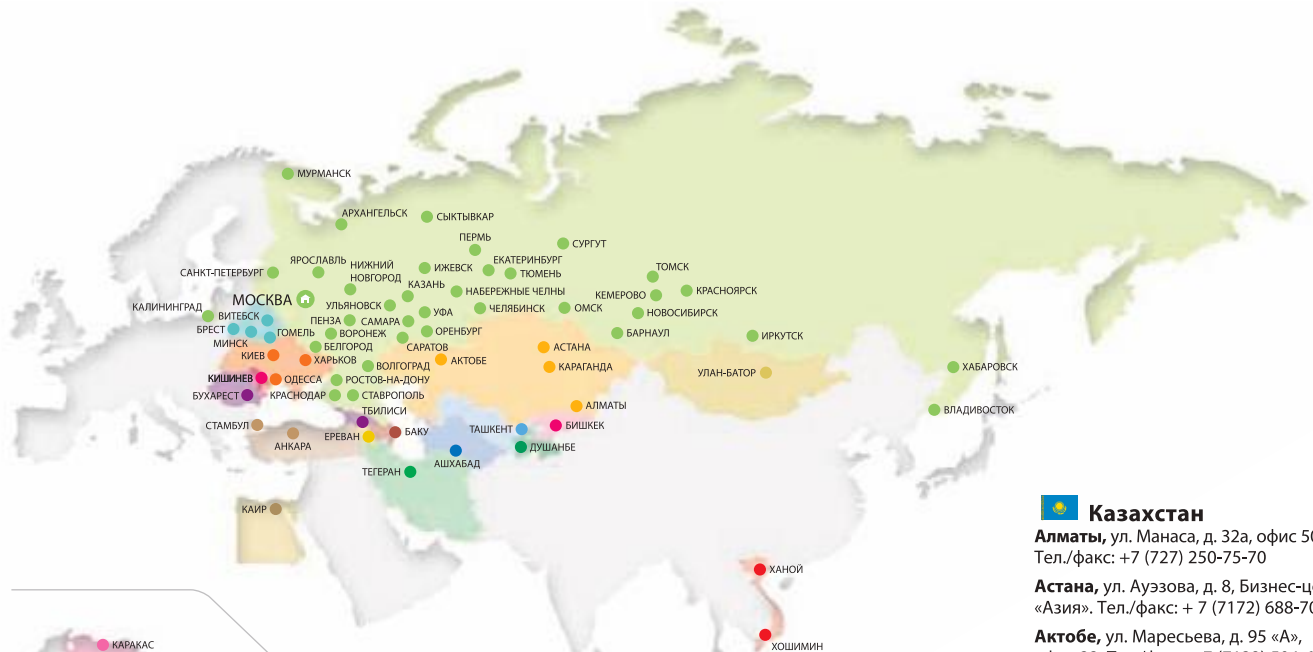 МУРМАНСК
АРХАНГЕЛЬСК
СЫКТЫВКАР
ПЕРМЬ
СУРГУТ
САНКТ-ПЕТЕРБУРГ
ЯРОСЛАВЛЬ
НИЖНИЙ
НОВГОРОД
ИЖЕВСК
ЕКАТЕРИНБУРГ
ТЮМЕНЬ
ТОМСК
КАЗАНЬ
НАБЕРЕЖНЫЕ ЧЕЛНЫ
КЕМЕРОВО
КРАСНОЯРСК
МОСКВА
КАЛИНИНГРАД
ВИТЕБСК
УЛЬЯНОВСК
УФА
ЧЕЛЯБИНСК
ОМСК
НОВОСИБИРСК
БРЕСТ
ГОМЕЛЬ
ПЕНЗА
САМАРА
ВОРОНЕЖ
ОРЕНБУРГ
БАРНАУЛ
ИРКУТСК
МИНСК
БЕЛГОРОД
САРАТОВ
АСТАНА
КИЕВ
ХАРЬКОВ
ВОЛГОГРАД
АКТОБЕ
КАРАГАНДА
УЛАН-БАТОР
ХАБАРОВСК
КИШИНЕВ
ОДЕССА
РОСТОВ-НА-ДОНУ
БУХАРЕСТ
КРАСНОДАР
СТАВРОПОЛЬ
АЛМАТЫ
ВЛАДИВОСТОК
ТБИЛИСИ
СТАМБУЛ
АНКАРА
ЕРЕВАН
БАКУ
ТАШКЕНТ
БИШКЕК
ДУШАНБЕ
АШХАБАД
ТЕГЕРАН
КАИР
ХАНОЙ
ХОШИМИН
КАРАКАС
Казахстан
Алматы, ул. Манаса, д. 32а, офис
Тел./факс: +7 (727) 250-75-70
Астана, ул. Ауэзова, д. 8,
«Азия». Тел./факс: + 7 (7172)
Актобе, ул. Маресьева, д. 95 «А»,